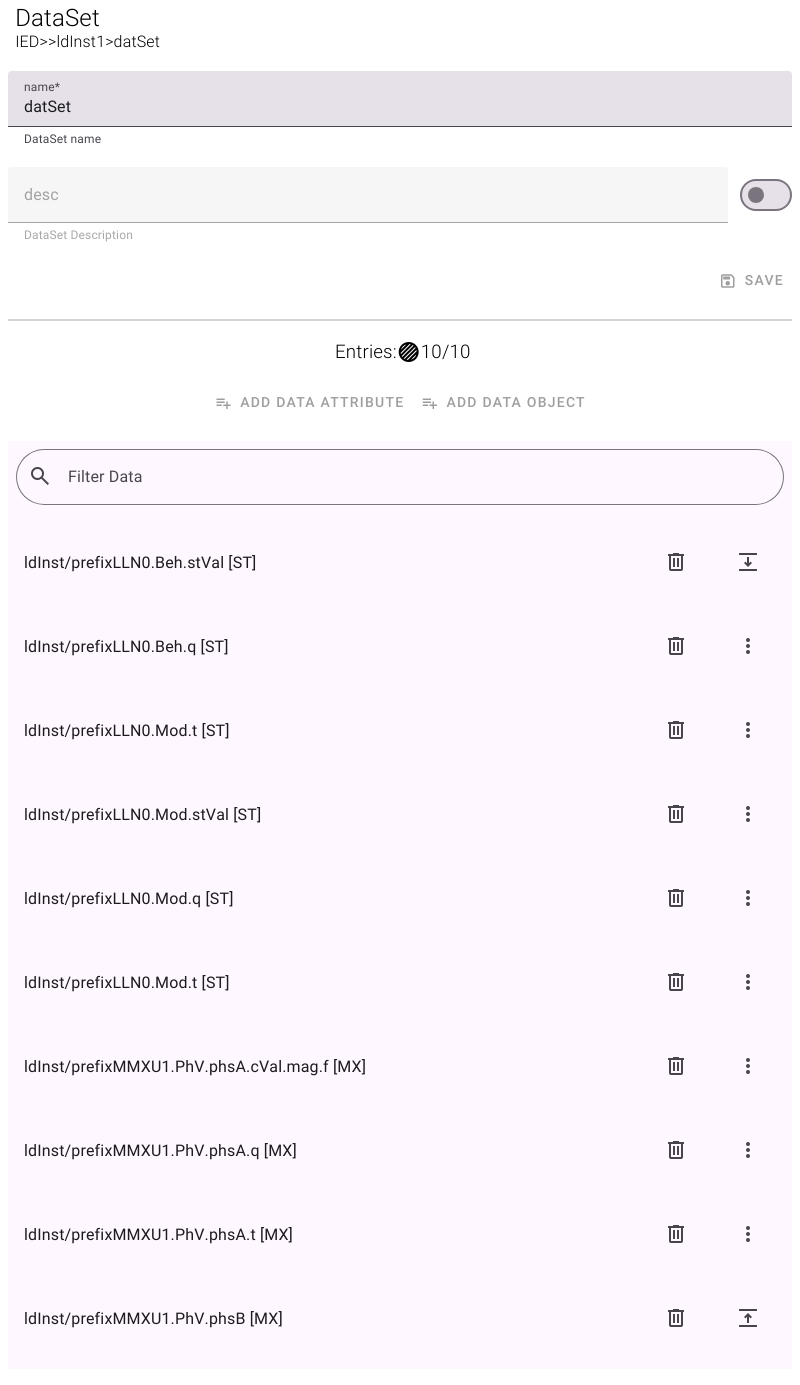 DataSet
IED>>ldInst1>datSet
name*
datSet
DataSet name
desc
DataSet Description
SAVE
Entries: 10/10
ADD DATA ATTRIBUTE ADD DATA OBJECT
Filter Data
ldInst/prefixLLN0.Beh.stVal [ST]
ldInst/prefixLLN0.Beh.q [ST]
ldInst/prefixLLN0.Mod.t [ST]
ldInst/prefixLLN0.Mod.stVal [ST]
ldInst/prefixLLN0.Mod.q [ST]
ldInst/prefixLLN0.Mod.t [ST]
ldInst/prefixMMXU1.PhV.phsA.cVal.mag.f [MX]
ldInst/prefixMMXU1.PhV.phsA.q [MX]
ldInst/prefixMMXU1.PhV.phsA.t [MX]
ldInst/prefixMMXU1.PhV.phsB [MX]